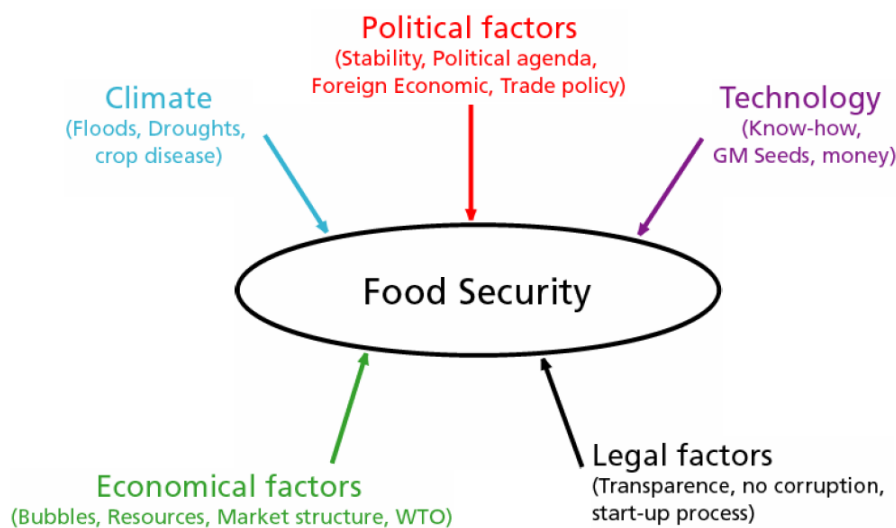 Political factors
(Stability, Political agenda,
Foreign Economic, Trade policy)
Climate
(Floods, Droughts,
crop disease)
Technology
(Know-how,
GM Seeds, money)
Food Security
Economical factors
(Bubbles, Resources, Market structure, WTO)
Legal factors
(Transparence, no corruption,
start-up process)